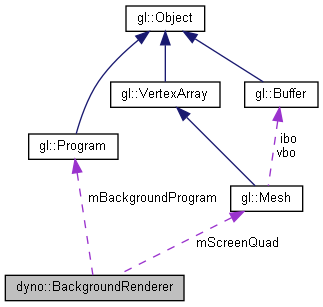 gl::Object
gl::VertexArray
gl::Buffer
gl::Program
ibo
vbo
mBackgroundProgram
gl::Mesh
mScreenQuad
dyno::BackgroundRenderer